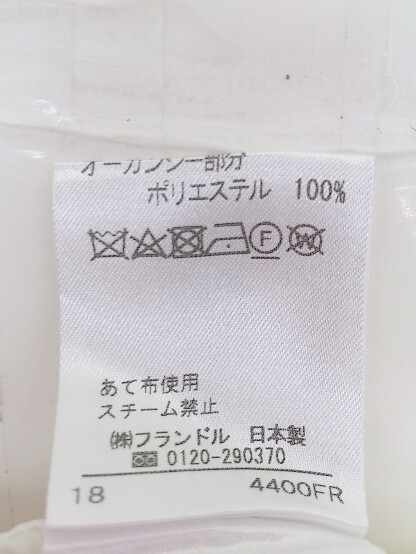 オーガンジー部分
ポリエステル 100%
F W
あて布使用
スチーム禁止
㈱フランドル 日本製
0120-290370
18 4400FR